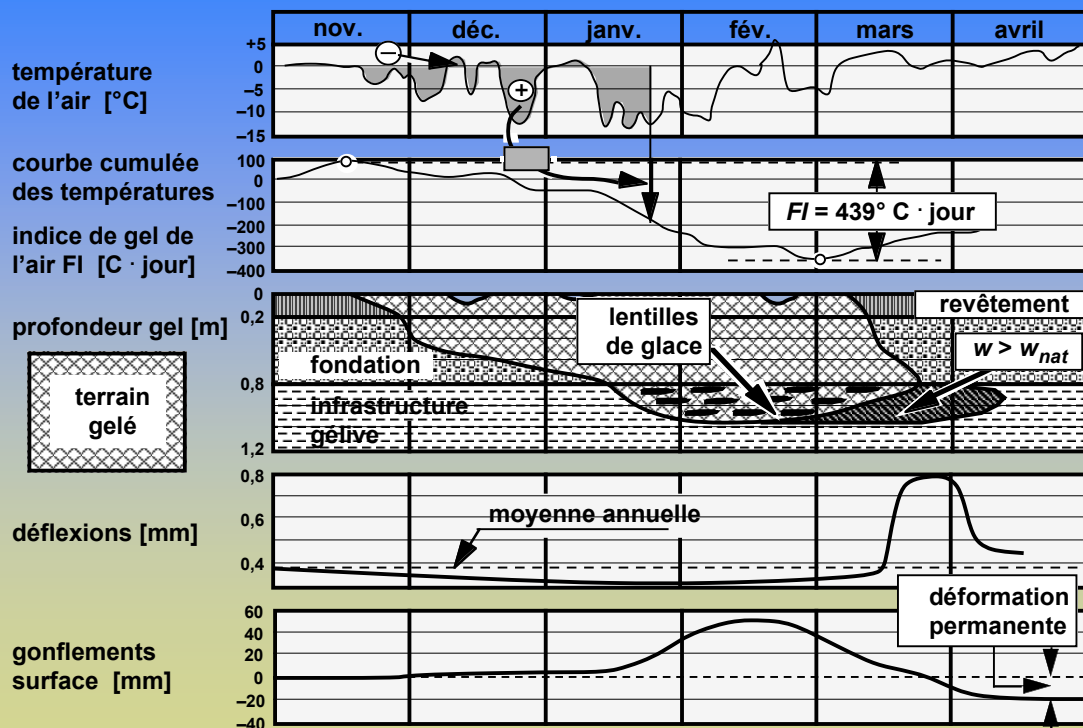 nov. déc. janv. fév. mars avril
température
de l'air [°C]
+5
0
−5
−10
−15
−
+
courbe cumulée
des températures
indice de gel de
l'air FI [C · jour]
100
0
−100
−200
−300
−400
FI = 439° C · jour
profondeur gel [m]
0
0,2
0,8
1,2
terrain
gelé
fondation
infrastructure
gélive
lentilles
de glace
revêtement
w > wnat
déflexions [mm]
0,8
0,6
0,4
moyenne annuelle
gonflements
surface [mm]
60
40
20
0
−20
−40
déformation
permanente